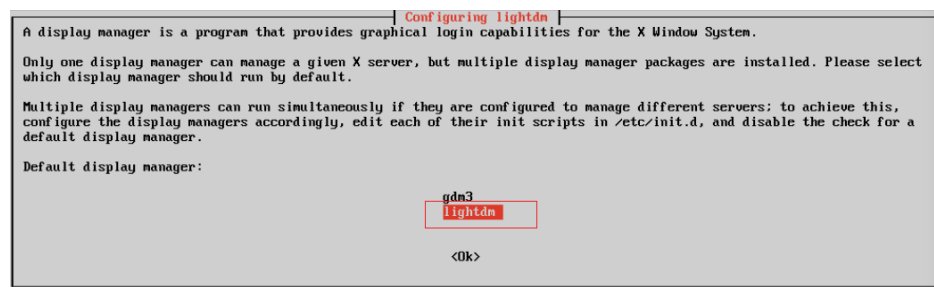 Configuring lightdm
A display manager is a program that provides graphical login capabilities for the X Window System.
Only one display manager can manage a given X server, but multiple display manager packages are installed. Please select
which display manager should run by default.
Multiple display managers can run simultaneously if they are configured to manage different servers; to achieve this,
configure the display managers accordingly, edit each of their init scripts in /etc/init.d, and disable the check for a
default display manager.
Default display manager:
gdm3
lightdm
<Ok>